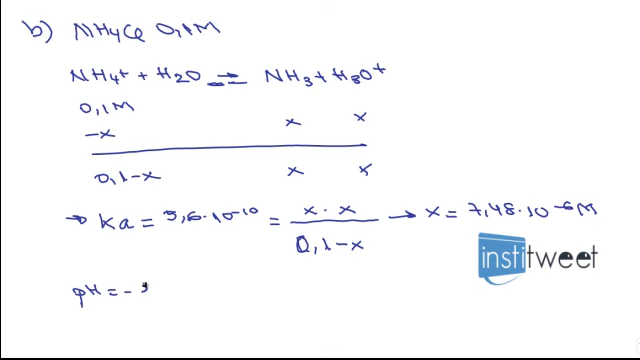 b) NH4Cl 0,1M
NH4+ + H2O ⇌ NH3 + H3O+
0,1M
-x x x
0,1-x x x
→ Ka = 5,6·10-10 = x · x / 0,1-x → x = 7,48·10-6M
institweet
pH = -